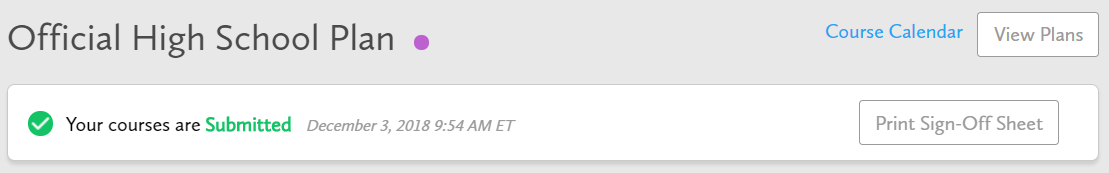 Official High School Plan
Course Calendar
View Plans
Your courses are Submitted December 3, 2018 9:54 AM ET
Print Sign-Off Sheet